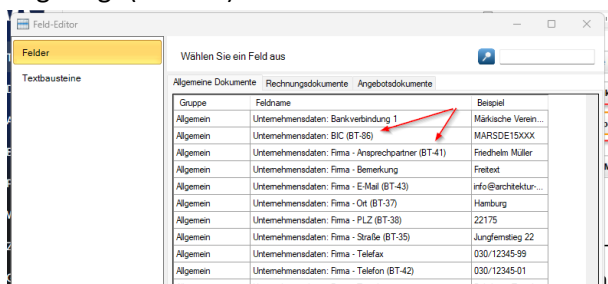 Feld-Editor
Felder
Textbausteine
Wählen Sie ein Feld aus
Allgemeine Dokumente Rechnungsdokumente Angebotsdokumente
Gruppe Feldname Beispiel
Allgemein Unternehmensdaten: Bankverbindung 1 Märkische Verein...
Allgemein Unternehmensdaten: BIC (BT-86) MARSDE15XXX
Allgemein Unternehmensdaten: Firma - Ansprechpartner (BT-41) Friedhelm Müller
Allgemein Unternehmensdaten: Firma - Bemerkung Freitext
Allgemein Unternehmensdaten: Firma - E-Mail (BT-43) info@architektur-...
Allgemein Unternehmensdaten: Firma - Ort (BT-37) Hamburg
Allgemein Unternehmensdaten: Firma - PLZ (BT-38) 22175
Allgemein Unternehmensdaten: Firma - Straße (BT-35) Jungfernstieg 22
Allgemein Unternehmensdaten: Firma - Telefax 030/12345-99
Allgemein Unternehmensdaten: Firma - Telefon (BT-42) 030/12345-01